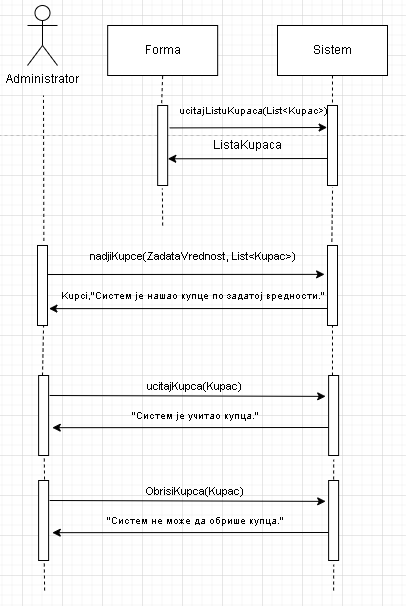 Forma
Sistem
Administrator
ucitajListuKupaca(List<Kupac>)
ListaKupaca
nadjiKupce(ZadataVrednost, List<Kupac>)
Kupci,"Систем је нашао купце по задатој вредности."
ucitajKupca(Kupac)
"Систем је учитао купца."
ObrisiKupca(Kupac)
"Систем не може да обрише купца."